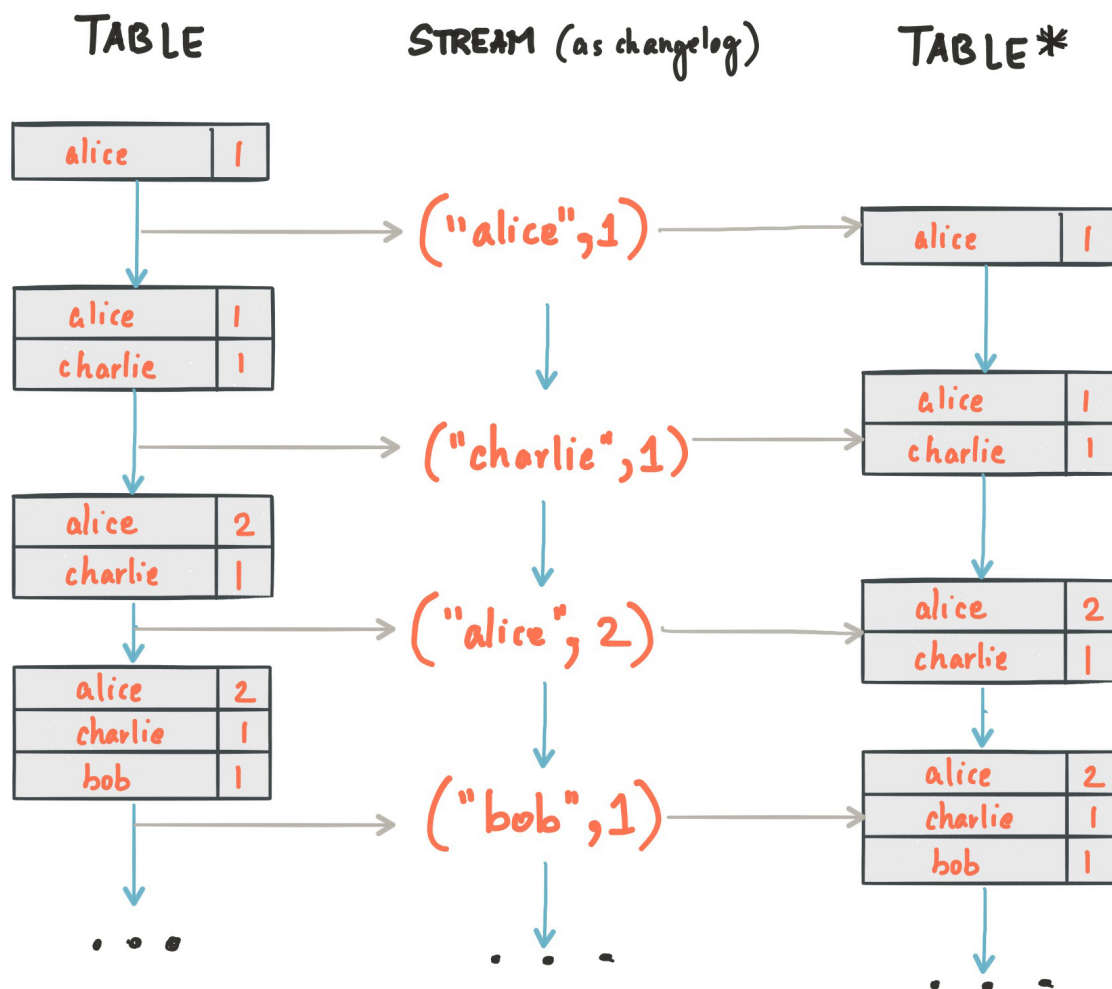 TABLE STREAM (as changelog) TABLE*
alice 1
("alice",1)
alice 1
alice 1
charlie 1
("charlie",1)
alice 1
charlie 1
alice 2
charlie 1
("alice", 2)
alice 2
charlie 1
alice 2
charlie 1
bob 1
("bob",1)
alice 2
charlie 1
bob 1
...
...
...